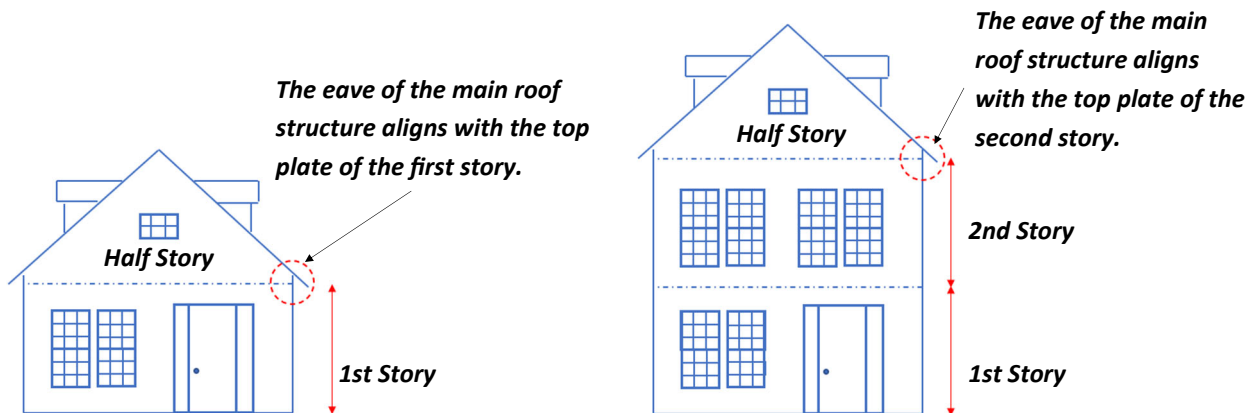 The eave of the main roof
structure aligns with the top
plate of the first story.
Half Story
1st Story
The eave of the main
roof structure aligns
with the top plate of the
second story.
Half Story
2nd Story
1st Story